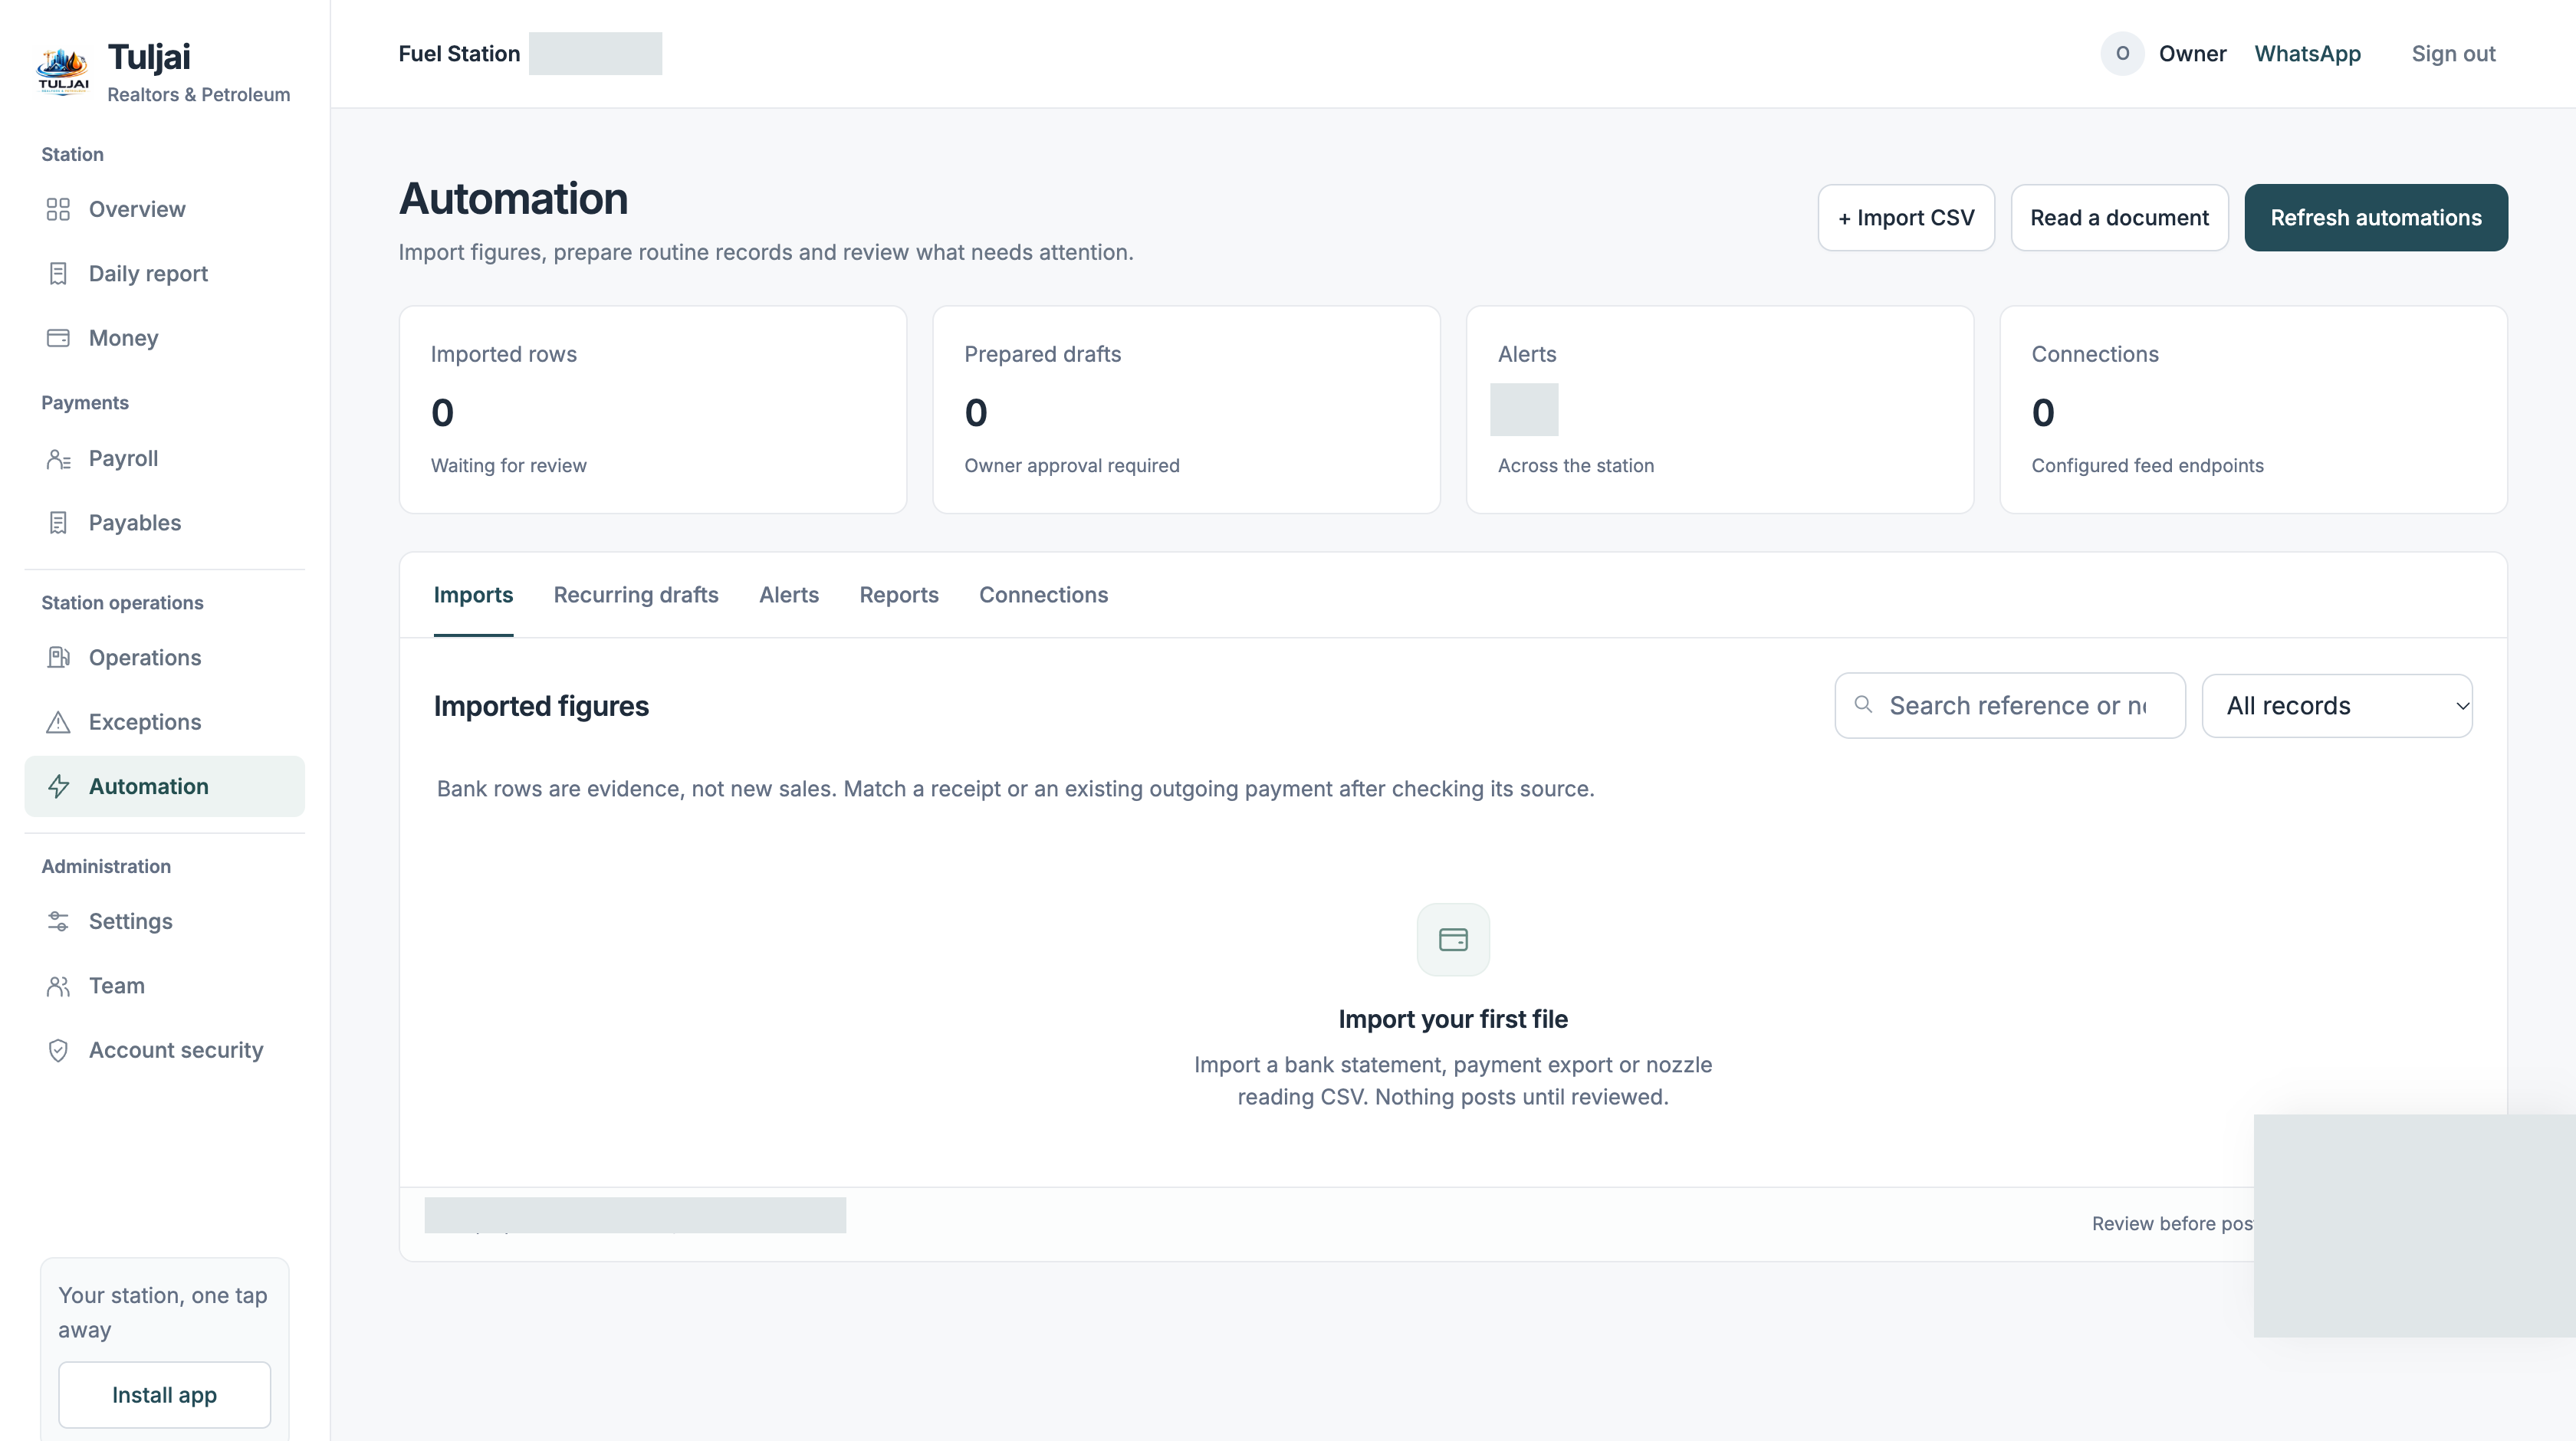 Tuljai
Realtors & Petroleum
TULJAI
Station
Overview
Daily report
Money
Payments
Payroll
Payables
Station operations
Operations
Exceptions
Automation
Administration
Settings
Team
Account security
Your station, one tap
away
Install app
Fuel Station
O Owner WhatsApp Sign out
Automation
Import figures, prepare routine records and review what needs attention.
+ Import CSV Read a document Refresh automations
Imported rows
0
Waiting for review
Prepared drafts
0
Owner approval required
Alerts
Across the station
Connections
0
Configured feed endpoints
Imports Recurring drafts Alerts Reports Connections
Imported figures
Search reference or
All records
Bank rows are evidence, not new sales. Match a receipt or an existing outgoing payment after checking its source.
Import your first file
Import a bank statement, payment export or nozzle
reading CSV. Nothing posts until reviewed.
Review before